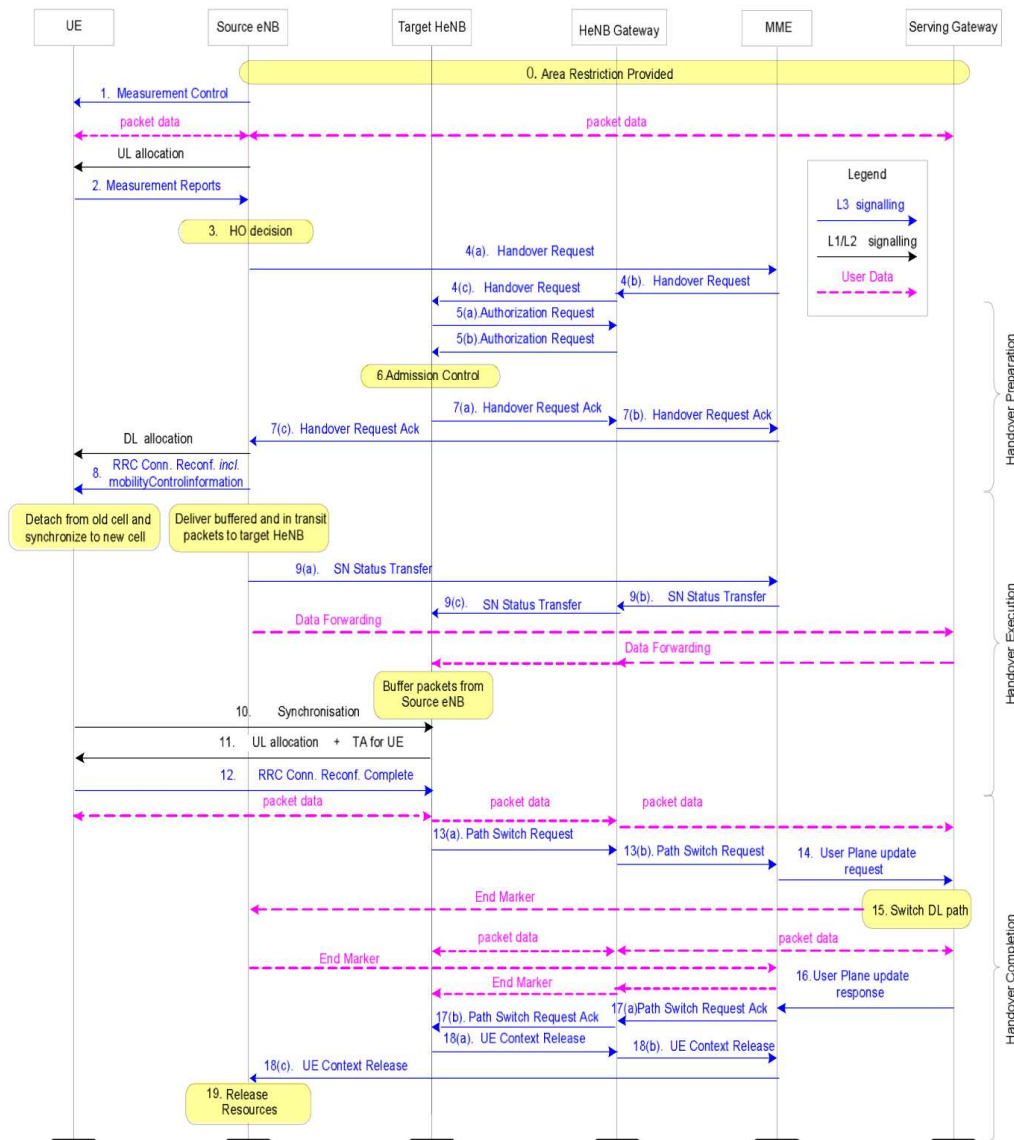 UE
Source eNB
Target HeNB
HeNB Gateway
MME
Serving Gateway
0. Area Restriction Provided
1. Measurement Control
packet data
packet data
UL allocation
2. Measurement Reports
Legend
L3 signalling
L1/L2 signalling
User Data
3. HO decision
4(a). Handover Request
4(b). Handover Request
4(c). Handover Request
5(a).Authorization Request
5(b).Authorization Request
6.Admission Control
7(a). Handover Request Ack
7(b). Handover Request Ack
7(c). Handover Request Ack
DL allocation
8. RRC Conn. Reconf. incl.
mobilityControlinformation
Handover Preparation
Detach from old cell and
synchronize to new cell
Deliver buffered and in transit
packets to target HeNB
9(a). SN Status Transfer
9(b). SN Status Transfer
9(c). SN Status Transfer
Data Forwarding
Data Forwarding
Buffer packets from
Source eNB
10. Synchronisation
11. UL allocation + TA for UE
12. RRC Conn. Reconf. Complete
Handover Execution
packet data
packet data
packet data
13(a). Path Switch Request
13(b). Path Switch Request
14. User Plane update
request
End Marker
15. Switch DL path
packet data
packet data
End Marker
End Marker
16. User Plane update
response
17(a)Path Switch Request Ack
17(b). Path Switch Request Ack
18(a). UE Context Release
18(b). UE Context Release
18(c). UE Context Release
19. Release
Resources
Handover Completion